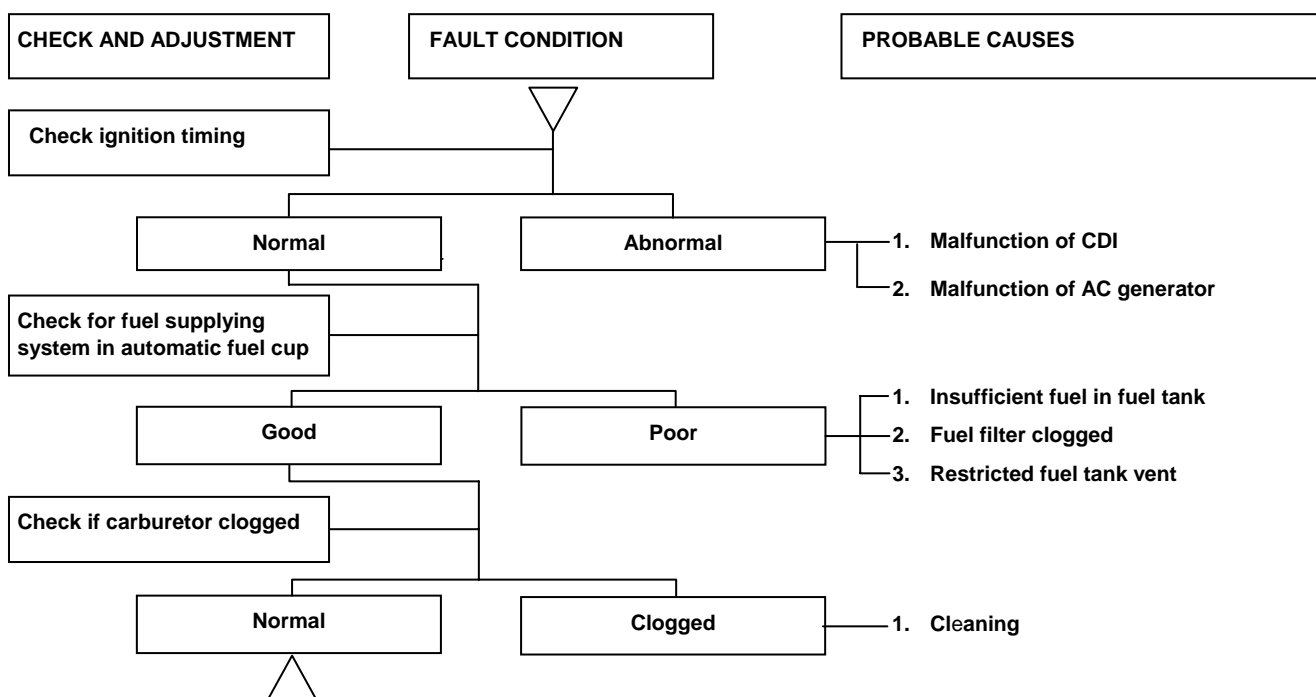 CHECK AND ADJUSTMENT
FAULT CONDITION
PROBABLE CAUSES
Check ignition timing
Normal
Abnormal
1. Malfunction of CDI
2. Malfunction of AC generator
Check for fuel supplying
system in automatic fuel cup
Good
Poor
1. Insufficient fuel in fuel tank
2. Fuel filter clogged
3. Restricted fuel tank vent
Check if carburetor clogged
Normal
Clogged
1. Cleaning